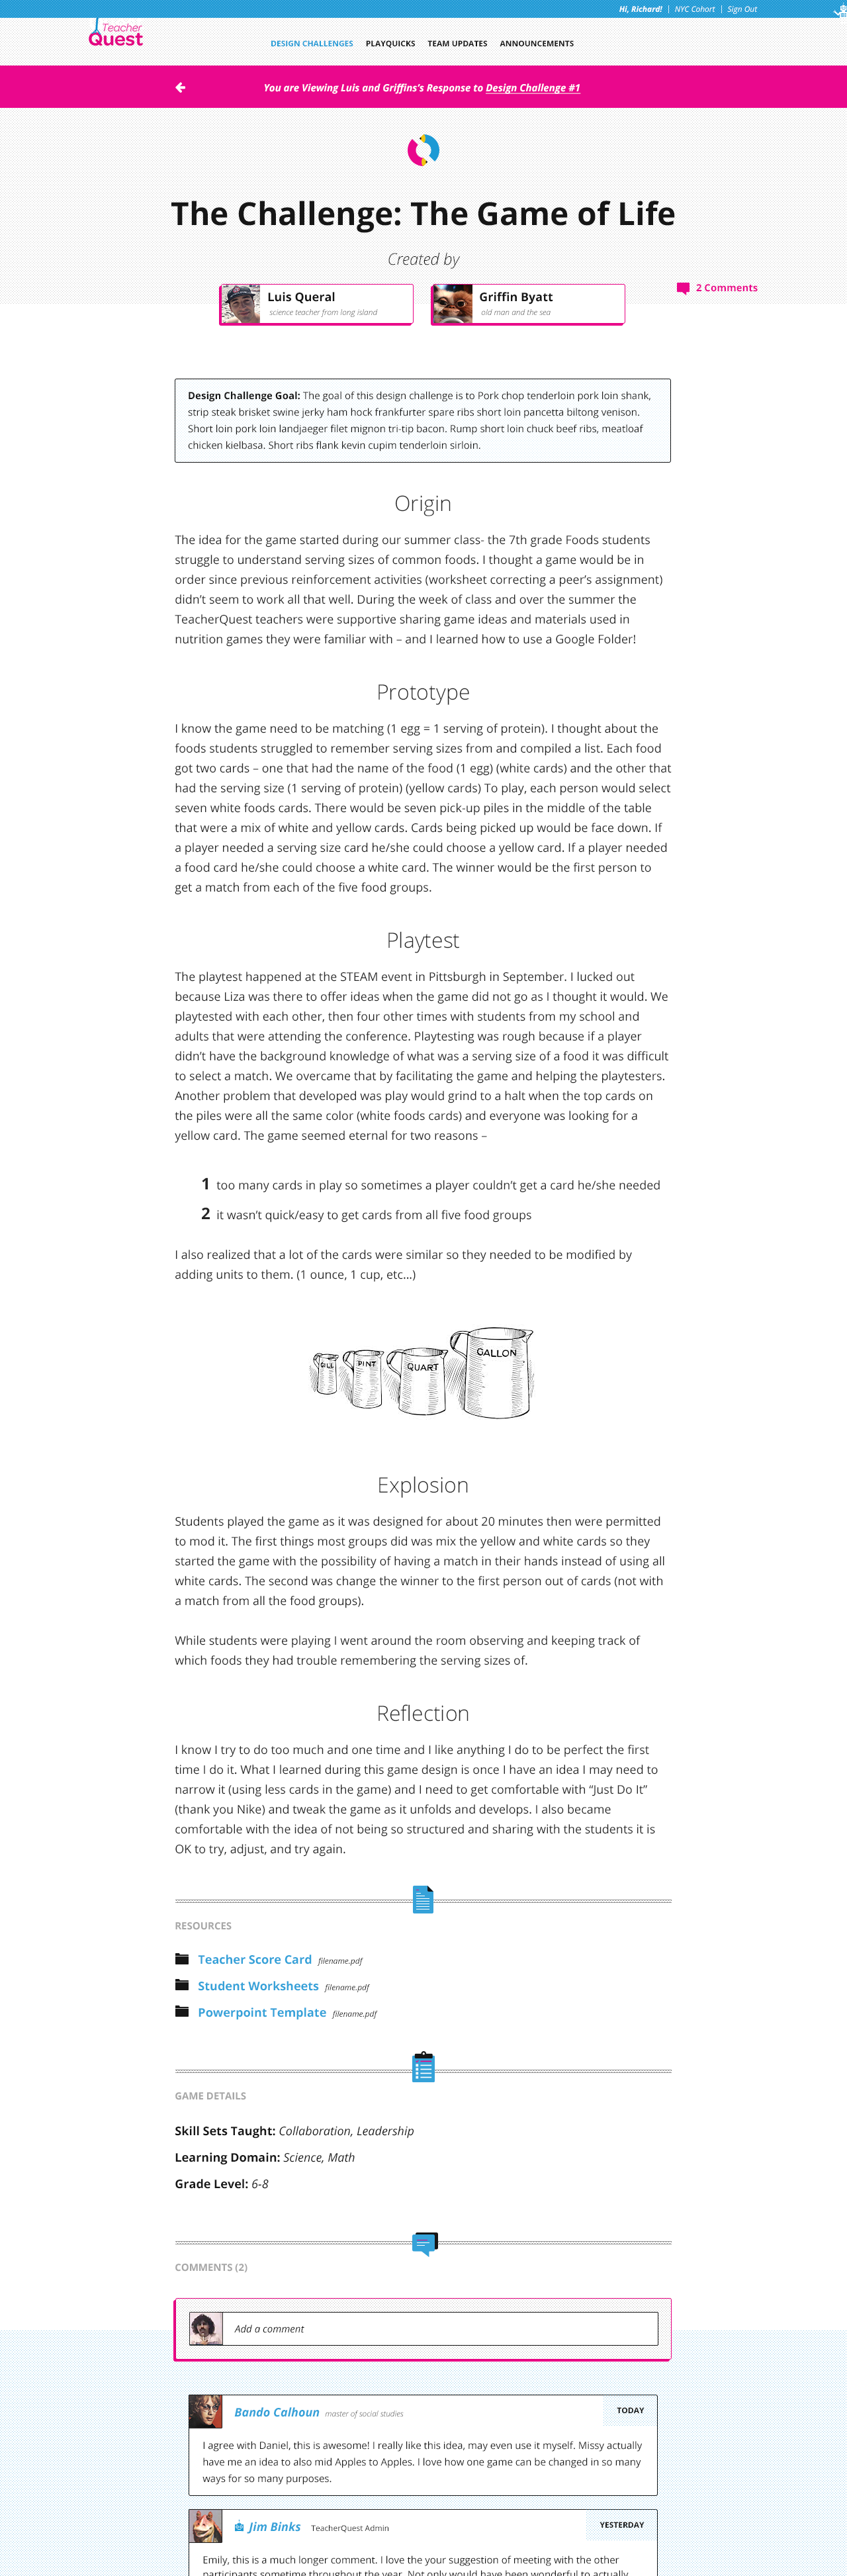 Hi, Richard! | NYC Cohort | Sign Out
Teacher
Quest
DESIGN CHALLENGES PLAYQUICKS TEAM UPDATES ANNOUNCEMENTS
You are Viewing Luis and Griffins's Response to Design Challenge #1
The Challenge: The Game of Life
Created by
2 Comments
Luis Queral
science teacher from long island
Griffin Byatt
old man and the sea
Design Challenge Goal: The goal of this design challenge is to Pork chop tenderloin pork loin shank,
strip steak brisket swine jerky ham hock frankfurter spare ribs short loin pancetta biltong venison.
Short loin pork loin landjaeger filet mignon tri-tip bacon. Rump short loin chuck beef ribs, meatloaf
chicken kielbasa. Short ribs flank kevin cupim tenderloin sirloin.
Origin
The idea for the game started during our summer class- the 7th grade Foods students
struggle to understand serving sizes of common foods. I thought a game would be in
order since previous reinforcement activities (worksheet correcting a peer's assignment)
didn't seem to work all that well. During the week of class and over the summer the
TeacherQuest teachers were supportive sharing game ideas and materials used in
nutrition games they were familiar with – and I learned how to use a Google Folder!
Prototype
I know the game need to be matching (1 egg = 1 serving of protein). I thought about the
foods students struggled to remember serving sizes from and compiled a list. Each food
got two cards – one that had the name of the food (1 egg) (white cards) and the other that
had the serving size (1 serving of protein) (yellow cards) To play, each person would select
seven white foods cards. There would be seven pick-up piles in the middle of the table
that were a mix of white and yellow cards. Cards being picked up would be face down. If
a player needed a serving size card he/she could choose a yellow card. If a player needed
a food card he/she could choose a white card. The winner would be the first person to
get a match from each of the five food groups.
Playtest
The playtest happened at the STEAM event in Pittsburgh in September. I lucked out
because Liza was there to offer ideas when the game did not go as I thought it would. We
playtested with each other, then four other times with students from my school and
adults that were attending the conference. Playtesting was rough because if a player
didn't have the background knowledge of what was a serving size of a food it was difficult
to select a match. We overcame that by facilitating the game and helping the playtesters.
Another problem that developed was play would grind to a halt when the top cards on
the piles were all the same color (white foods cards) and everyone was looking for a
yellow card. The game seemed eternal for two reasons –
1 too many cards in play so sometimes a player couldn't get a card he/she needed
2 it wasn't quick/easy to get cards from all five food groups
I also realized that a lot of the cards were similar so they needed to be modified by
adding units to them. (1 ounce, 1 cup, etc...)
GILL PINT QUART GALLON
Explosion
Students played the game as it was designed for about 20 minutes then were permitted
to mod it. The first things most groups did was mix the yellow and white cards so they
started the game with the possibility of having a match in their hands instead of using all
white cards. The second was change the winner to the first person out of cards (not with
a match from all the food groups).
While students were playing I went around the room observing and keeping track of
which foods they had trouble remembering the serving sizes of.
Reflection
I know I try to do too much and one time and I like anything I do to be perfect the first
time I do it. What I learned during this game design is once I have an idea I may need to
narrow it (using less cards in the game) and I need to get comfortable with “Just Do It”
(thank you Nike) and tweak the game as it unfolds and develops. I also became
comfortable with the idea of not being so structured and sharing with the students it is
OK to try, adjust, and try again.
RESOURCES
Teacher Score Card filename.pdf
Student Worksheets filename.pdf
Powerpoint Template filename.pdf
GAME DETAILS
Skill Sets Taught: Collaboration, Leadership
Learning Domain: Science, Math
Grade Level: 6-8
COMMENTS (2)
Add a comment
Bando Calhoun master of social studies
TODAY
I agree with Daniel, this is awesome! I really like this idea, may even use it myself. Missy actually
have me an idea to also mid Apples to Apples. I love how one game can be changed in so many
ways for so many purposes.
Jim Binks TeacherQuest Admin
YESTERDAY
Emily, this is a much longer comment. I love the your suggestion of meeting with the other
participants sometime throughout the year. Not only would have been wonderful to actually